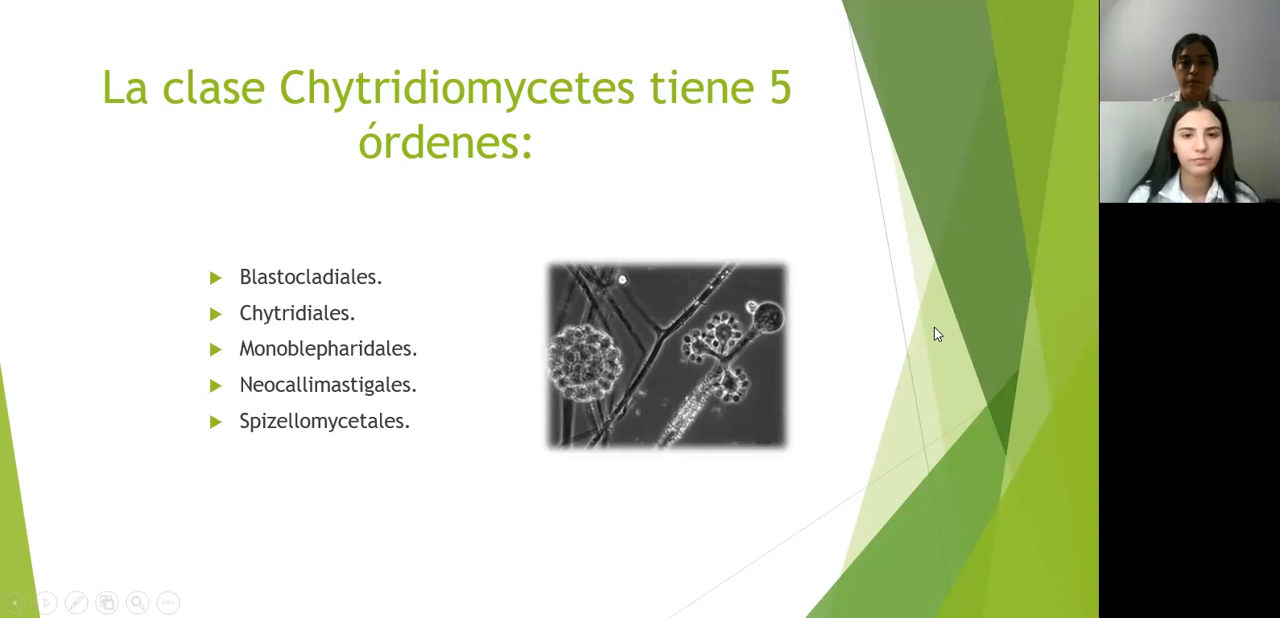 La clase Chytridiomycetes tiene 5
órdenes:
Blastocladiales.
Chytridiales.
Monoblepharidales.
Neocallimastigales.
Spizellomycetales.